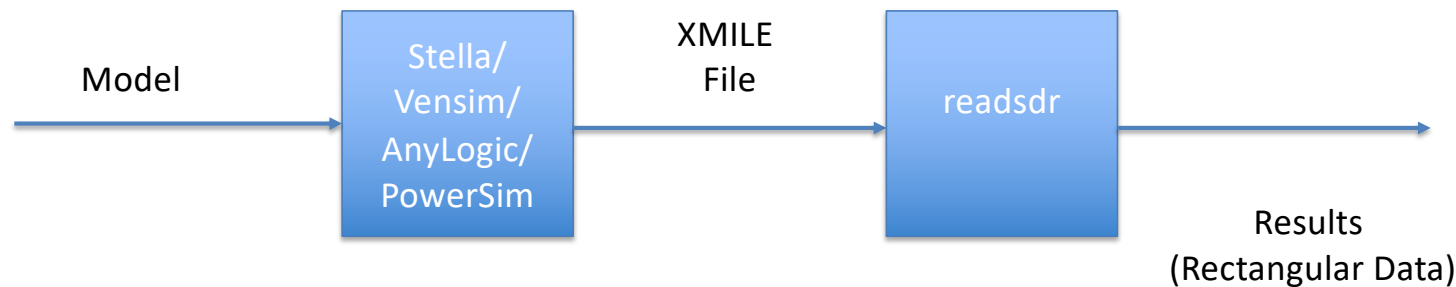 Model
Stella/
Vensim/
AnyLogic/
PowerSim
XMILE
File
readsdr
Results
(Rectangular Data)